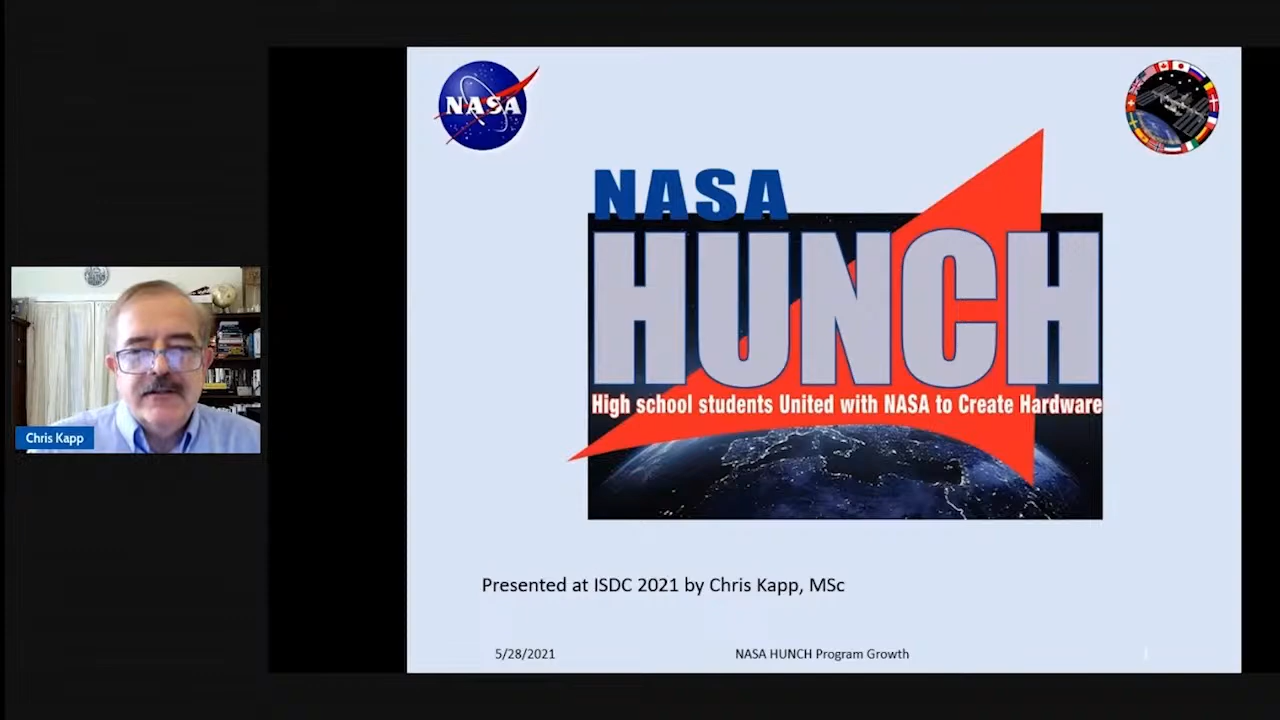 NASA
NASA
HUNCH
High school students United with NASA to Create Hardware
Chris Kapp
Presented at ISDC 2021 by Chris Kapp, MSc
5/28/2021
NASA HUNCH Program Growth